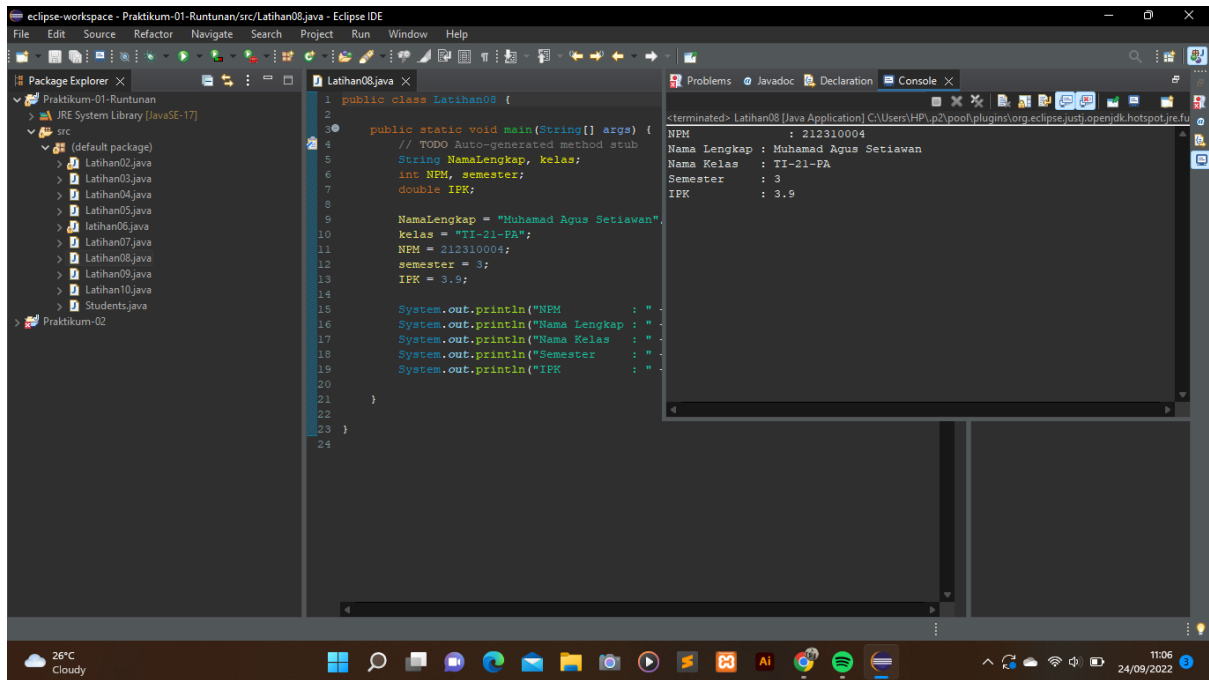 eclipse-workspace - Praktikum-01-Runtunan/src/Latihan08.java - Eclipse IDE
File Edit Source Refactor Navigate Search Project Run Window Help
Package Explorer
Praktikum-01-Runtunan
JRE System Library [JavaSE-17]
src
(default package)
Latihan02.java
Latihan03.java
Latihan04.java
Latihan05.java
latihan06.java
Latihan07.java
Latihan08.java
Latihan09.java
Latihan10.java
Students.java
Praktikum-02
Latihan08.java
1 public class Latihan08 {
2
3 public static void main(String[] args) {
4 // TODO Auto-generated method stub
5 String NamaLengkap, kelas;
6 int NPM, semester;
7 double IPK;
8
9 NamaLengkap = "Muhamad Agus Setiawan"
10 kelas = "TI-21-PA";
11 NPM = 212310004;
12 semester = 3;
13 IPK = 3.9;
14
15 System.out.println("NPM : "
16 System.out.println("Nama Lengkap : "
17 System.out.println("Nama Kelas : "
18 System.out.println("Semester : "
19 System.out.println("IPK : "
20
21 }
22
23 }
24
Problems Javadoc Declaration Console
<terminated> Latihan08 [Java Application] C:\Users\HP\.p2\pool\plugins\org.eclipse.justj.openjdk.hotspot.jre.fu
NPM : 212310004
Nama Lengkap : Muhamad Agus Setiawan
Nama Kelas : TI-21-PA
Semester : 3
IPK : 3.9
26°C
Cloudy
Ai
11:06
24/09/2022
3